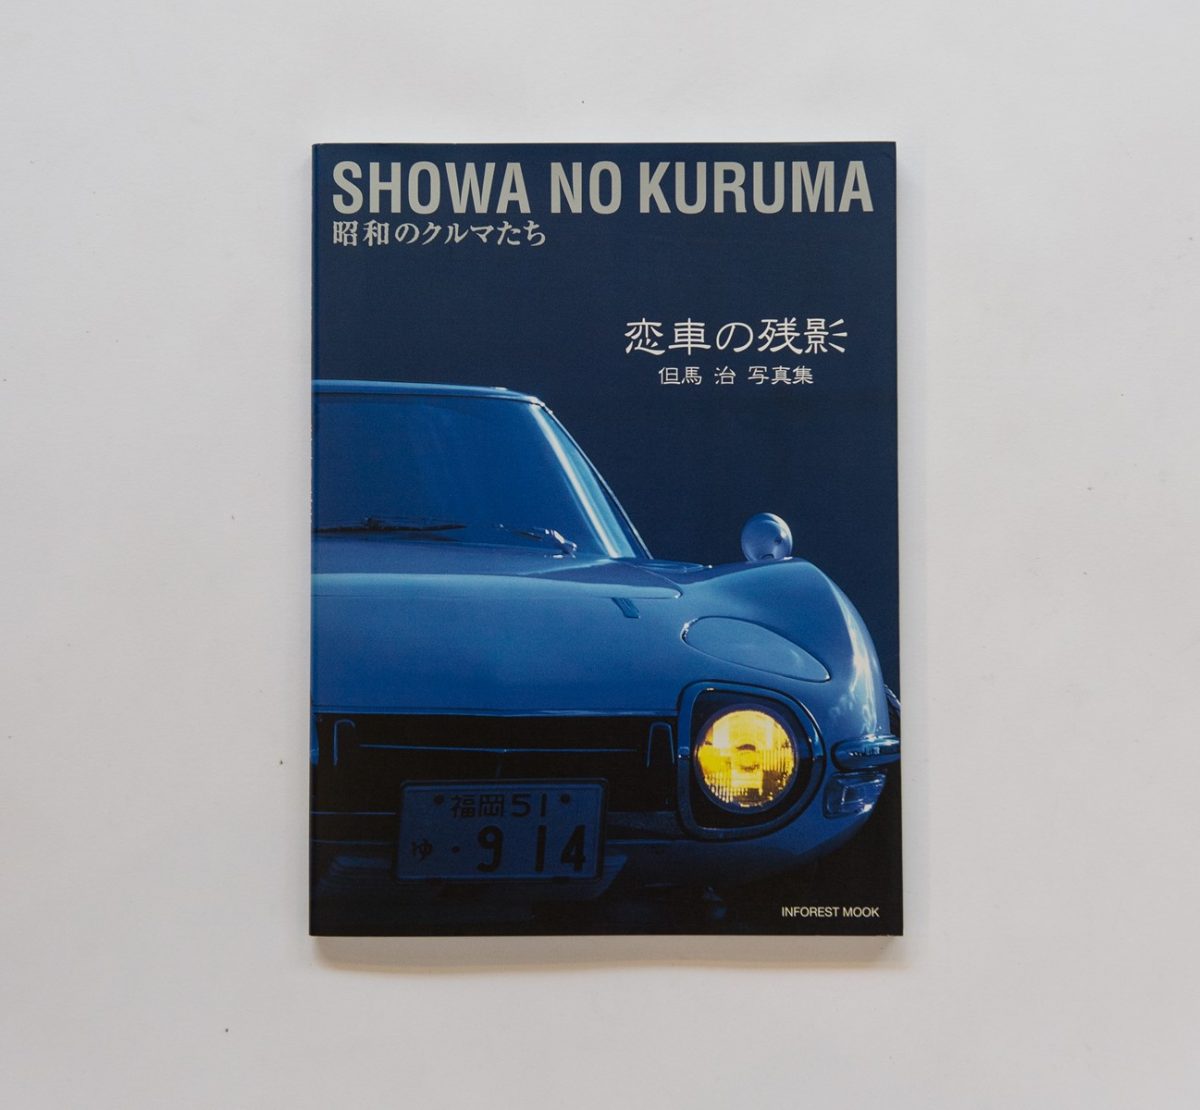 SHOWA NO KURUMA
昭和のクルマたち
恋車の残影
但馬 治 写真集
福岡51
ゆ・914
INFOREST MOOK